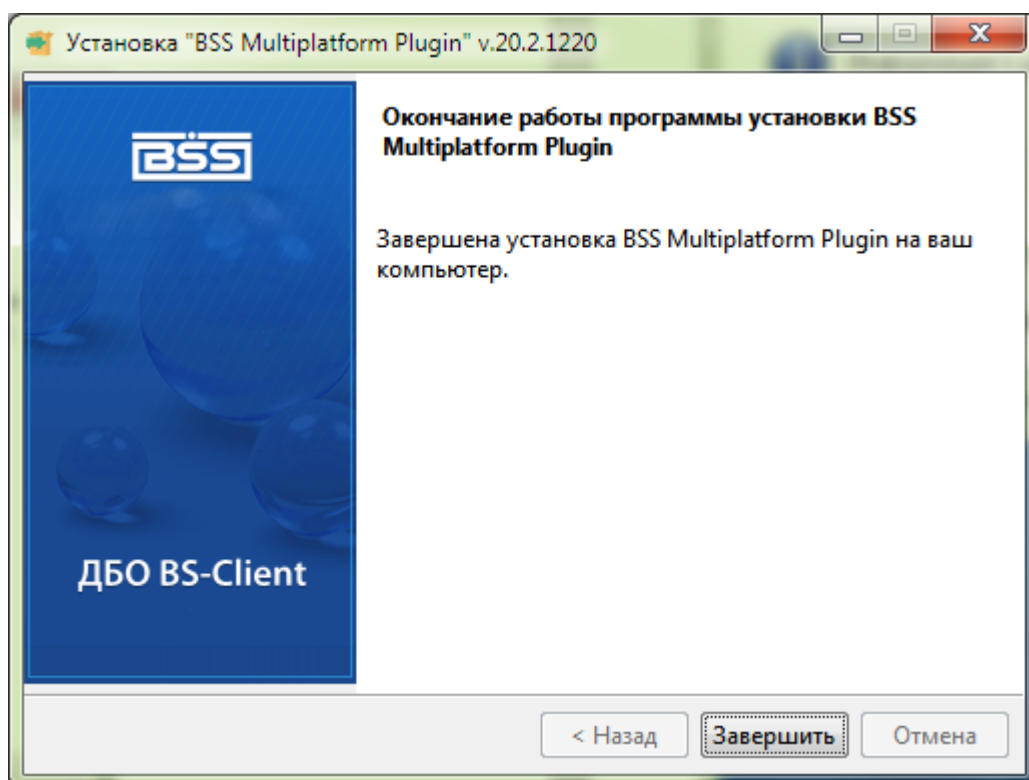 Установка "BSS Multiplatform Plugin" v.20.2.1220
BSS
Окончание работы программы установки BSS
Multiplatform Plugin
Завершена установка BSS Multiplatform Plugin на ваш
компьютер.
ДБО BS-Client
< Назад
Завершить
Отмена